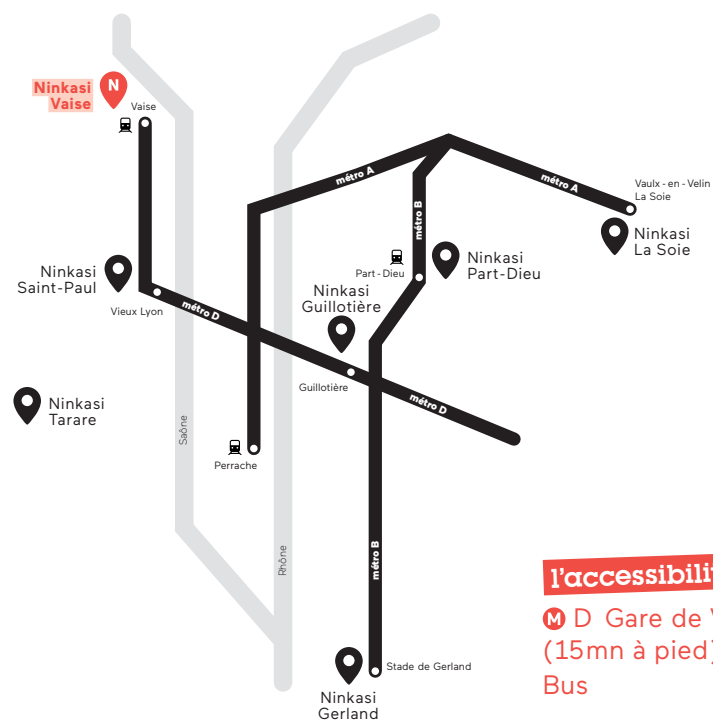 Ninkasi
Vaise
N
Vaise
métro A
métro A
Vaulx - en - Velin
La Soie
métro B
Ninkasi
La Soie
Ninkasi
Part-Dieu
Part - Dieu
Ninkasi
Saint-Paul
Ninkasi
Guillotière
Vieux Lyon
métro D
Guillotière
métro D
Ninkasi
Tarare
Saône
Perrache
Rhône
métro B
Stade de Gerland
Ninkasi
Gerland
M D Gare de
(15mn à pied)
Bus